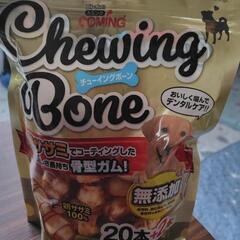 COMING
Chewing
チューイングボーン
Bone
おいしく噛んで
デンタルケア!!
ササミでコーティングした
骨型ガム!
無添加
ササミ
100%
20本